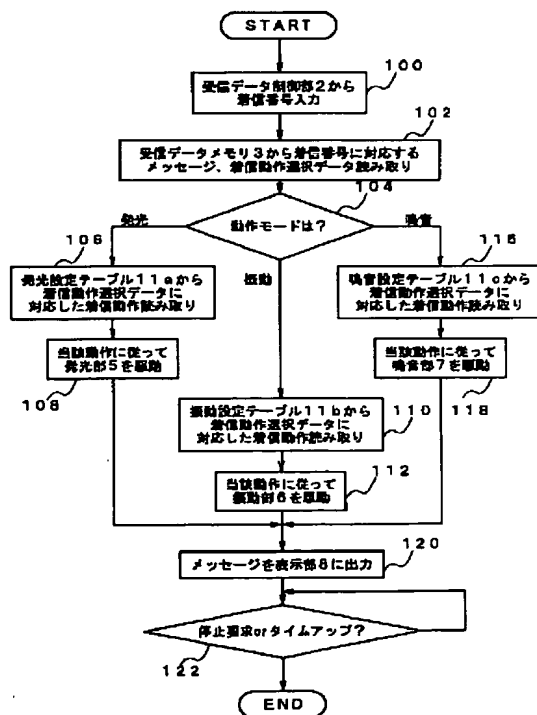 START
100
受信データ制御部2から
着信番号入力
102
受信データメモリ3から着信番号に対応する
メッセージ、着信動作選択データ読み取り
104
動作モードは?
発光
振動
鳴音
106
発光設定テーブル11aから
着信動作選択データに
対応した着信動作読み取り
116
鳴音設定テーブル11cから
着信動作選択データに
対応した着信動作読み取り
当該動作に従って
発光部5を駆動
108
当該動作に従って
鳴音部7を駆動
118
振動設定テーブル11bから
着信動作選択データに
対応した着信動作読み取り
110
当該動作に従って
振動部6を駆動
112
120
メッセージを表示部8に出力
停止要求orタイムアップ?
122
END